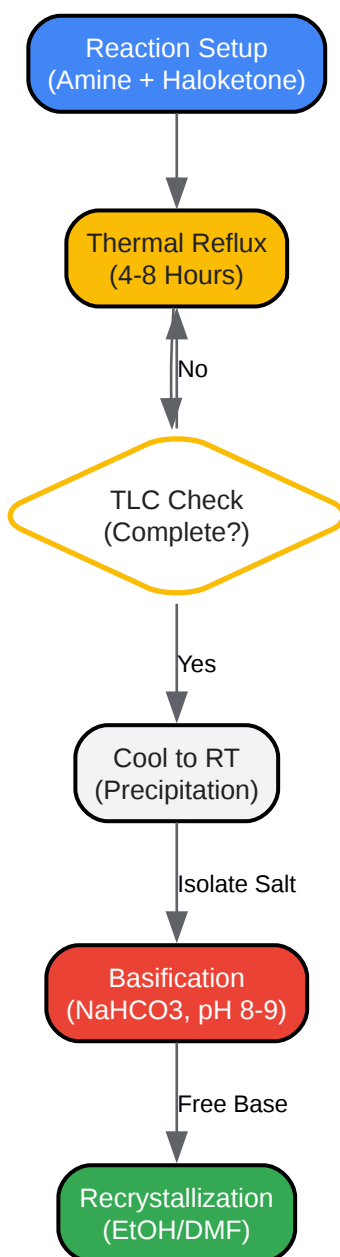 Reaction Setup
(Amine + Haloketone)
Thermal Reflux
(4-8 Hours)
No
TLC Check
(Complete?)
Yes
Cool to RT
(Precipitation)
Isolate Salt
Basification
(NaHCO3, pH 8-9)
Free Base
Recrystallization
(EtOH/DMF)